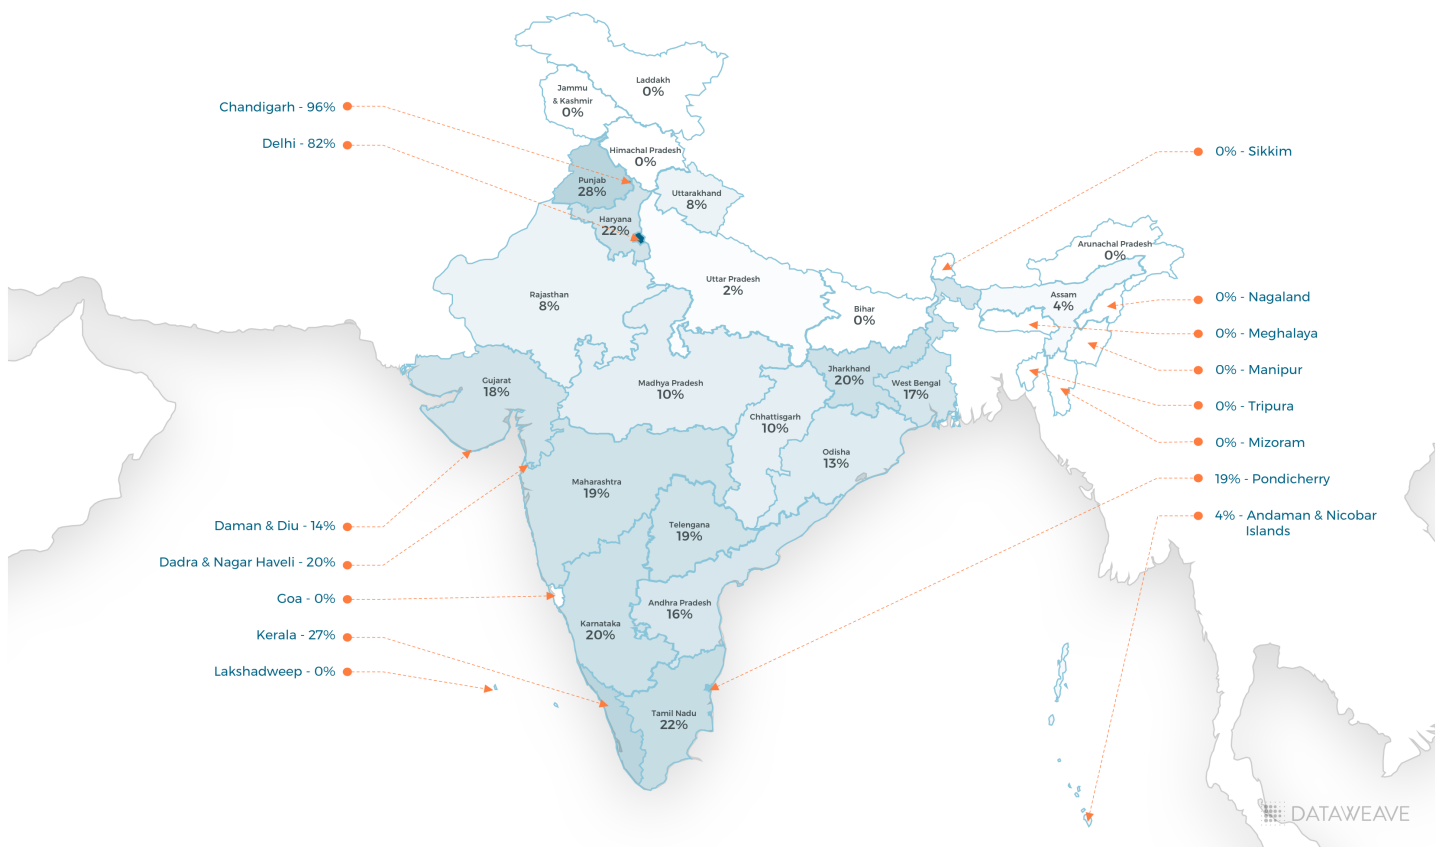 Laddakh
0%
Jammu
& Kashmir
0%
Chandigarh - 96%
Delhi - 82%
Himachal Pradesh
0%
Punjab
28%
Uttarakhand
8%
Haryana
22%
0% - Sikkim
Arunachal Pradesh
0%
Uttar Pradesh
2%
Rajasthan
8%
Bihar
0%
Assam
4%
0% - Nagaland
0% - Meghalaya
0% - Manipur
0% - Tripura
0% - Mizoram
19% - Pondicherry
4% - Andaman & Nicobar
Islands
Gujarat
18%
Madhya Pradesh
10%
Jharkhand
20%
West Bengal
17%
Chhattisgarh
10%
Odisha
13%
Maharashtra
19%
Telengana
19%
Daman & Diu - 14%
Dadra & Nagar Haveli - 20%
Goa - 0%
Kerala - 27%
Lakshadweep - 0%
Andhra Pradesh
16%
Karnataka
20%
Tamil Nadu
22%
DATAWEAVE